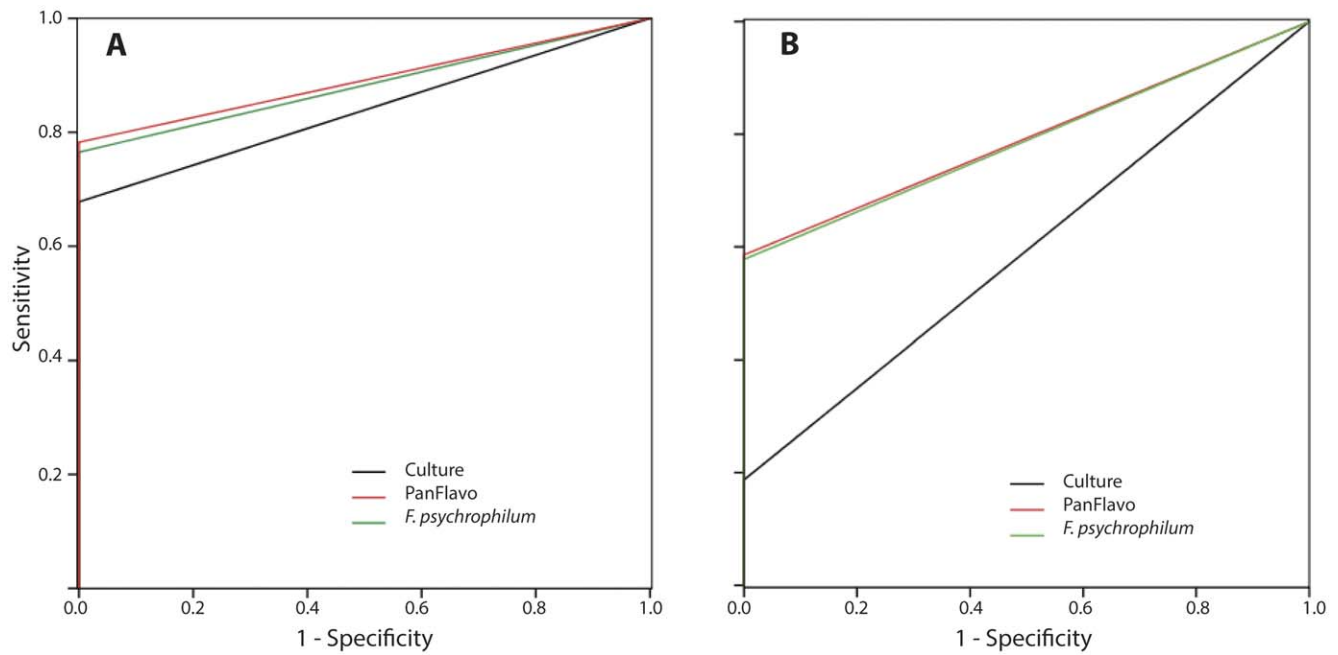 A
1.0
0.8
0.6
0.4
0.2
Sensitivity
0.0 0.2 0.4 0.6 0.8 1.0
1 - Specificity
Culture
PanFlavo
F. psychrophilum
B
0.0 0.2 0.4 0.6 0.8 1.0
1 - Specificity
Culture
PanFlavo
F. psychrophilum